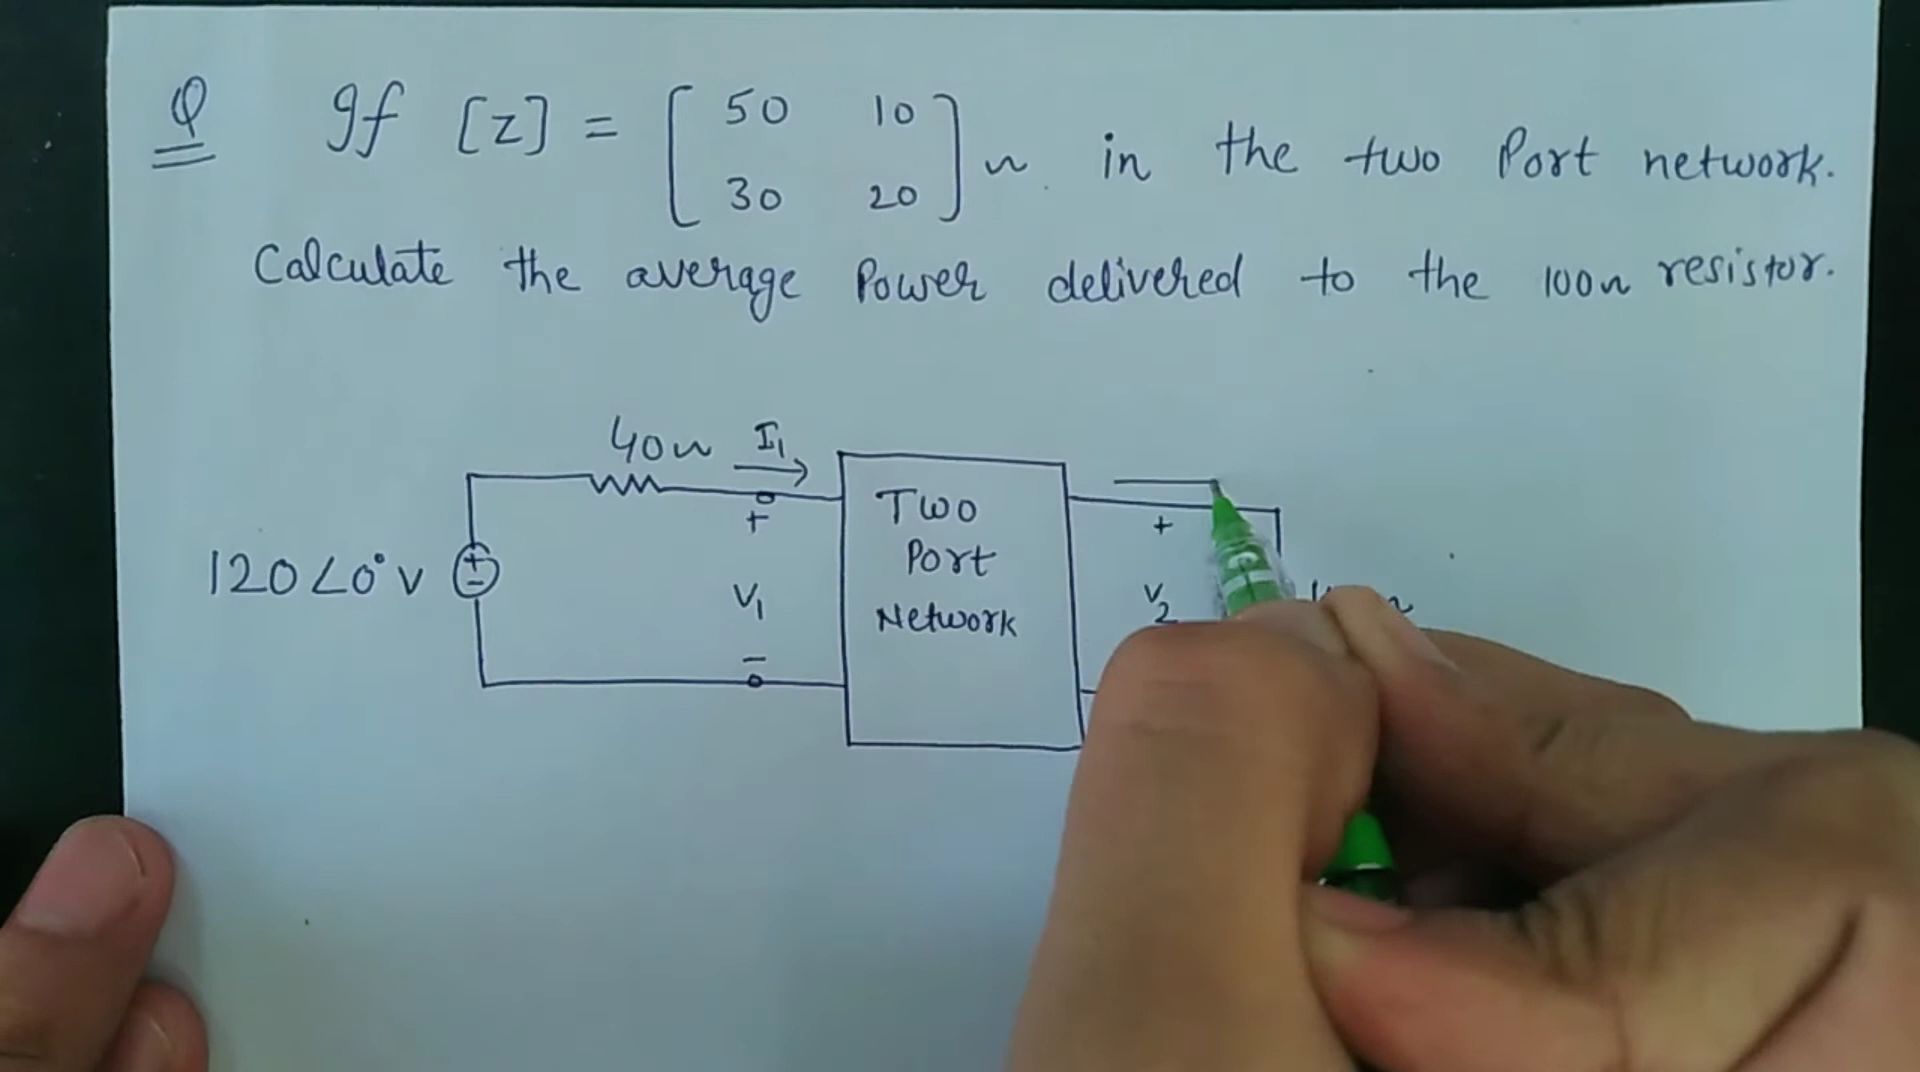 Q If [z] = [ 50 10
30 20 ] Ω in the two Port network.
Calculate the average Power delivered to the 100Ω resistor.
40Ω I₁
Two
Port
Network
+
+
120∠0°V
+
-
V₁
V₂
-